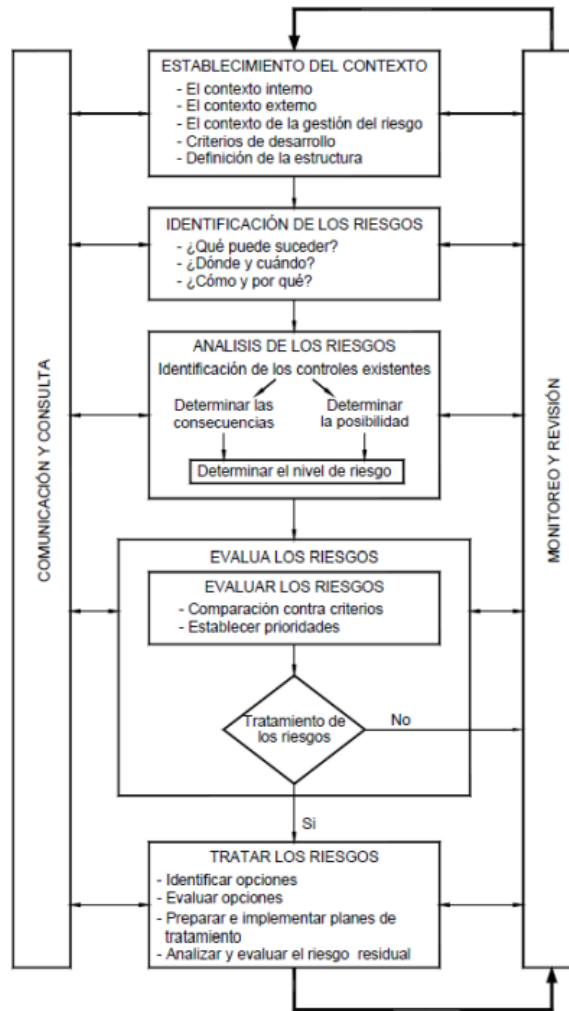 ESTABLECIMIENTO DEL CONTEXTO
- El contexto interno
- El contexto externo
- El contexto de la gestión del riesgo
- Criterios de desarrollo
- Definición de la estructura
IDENTIFICACIÓN DE LOS RIESGOS
- ¿Qué puede suceder?
- ¿Dónde y cuándo?
- ¿Cómo y por qué?
ANALISIS DE LOS RIESGOS
Identificación de los controles existentes
Determinar las
consecuencias
Determinar
la posibilidad
Determinar el nivel de riesgo
COMUNICACIÓN Y CONSULTA
MONITOREO Y REVISIÓN
EVALUA LOS RIESGOS
EVALUAR LOS RIESGOS
- Comparación contra criterios
- Establecer prioridades
Tratamiento de
los riesgos
No
Si
TRATAR LOS RIESGOS
- Identificar opciones
- Evaluar opciones
- Preparar e implementar planes de
tratamiento
- Analizar y evaluar el riesgo residual